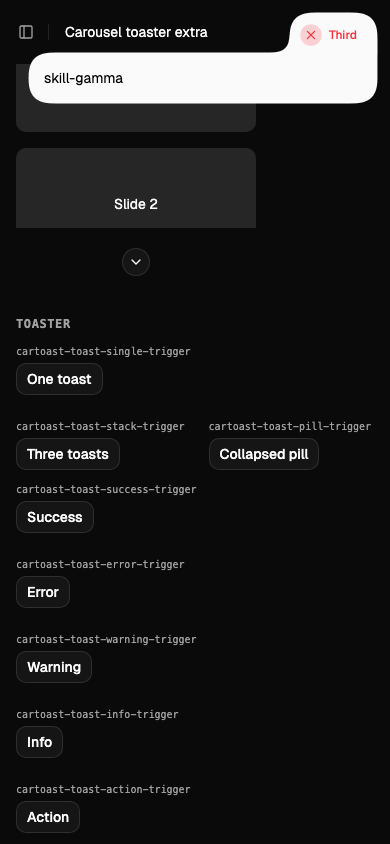 Carousel toaster extra
Third
skill-gamma
Slide 2
TOASTER
cartoast-toast-single-trigger
One toast
cartoast-toast-stack-trigger
Three toasts
cartoast-toast-pill-trigger
Collapsed pill
cartoast-toast-success-trigger
Success
cartoast-toast-error-trigger
Error
cartoast-toast-warning-trigger
Warning
cartoast-toast-info-trigger
Info
cartoast-toast-action-trigger
Action